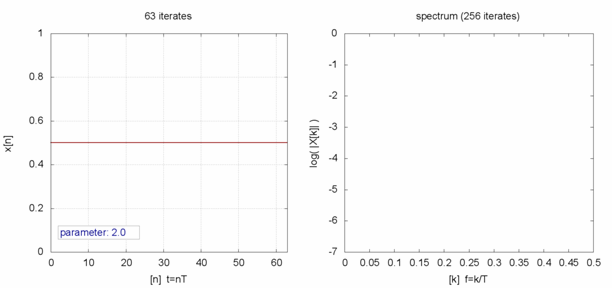 63 iterates
x[n]
1
0.8
0.6
0.4
0.2
0
parameter: 2.0
0 10 20 30 40 50 60
[n] t=nT
spectrum (256 iterates)
log( |X[k]| )
0
-1
-2
-3
-4
-5
-6
-7
0 0.05 0.1 0.15 0.2 0.25 0.3 0.35 0.4 0.45 0.5
[k] f=k/T